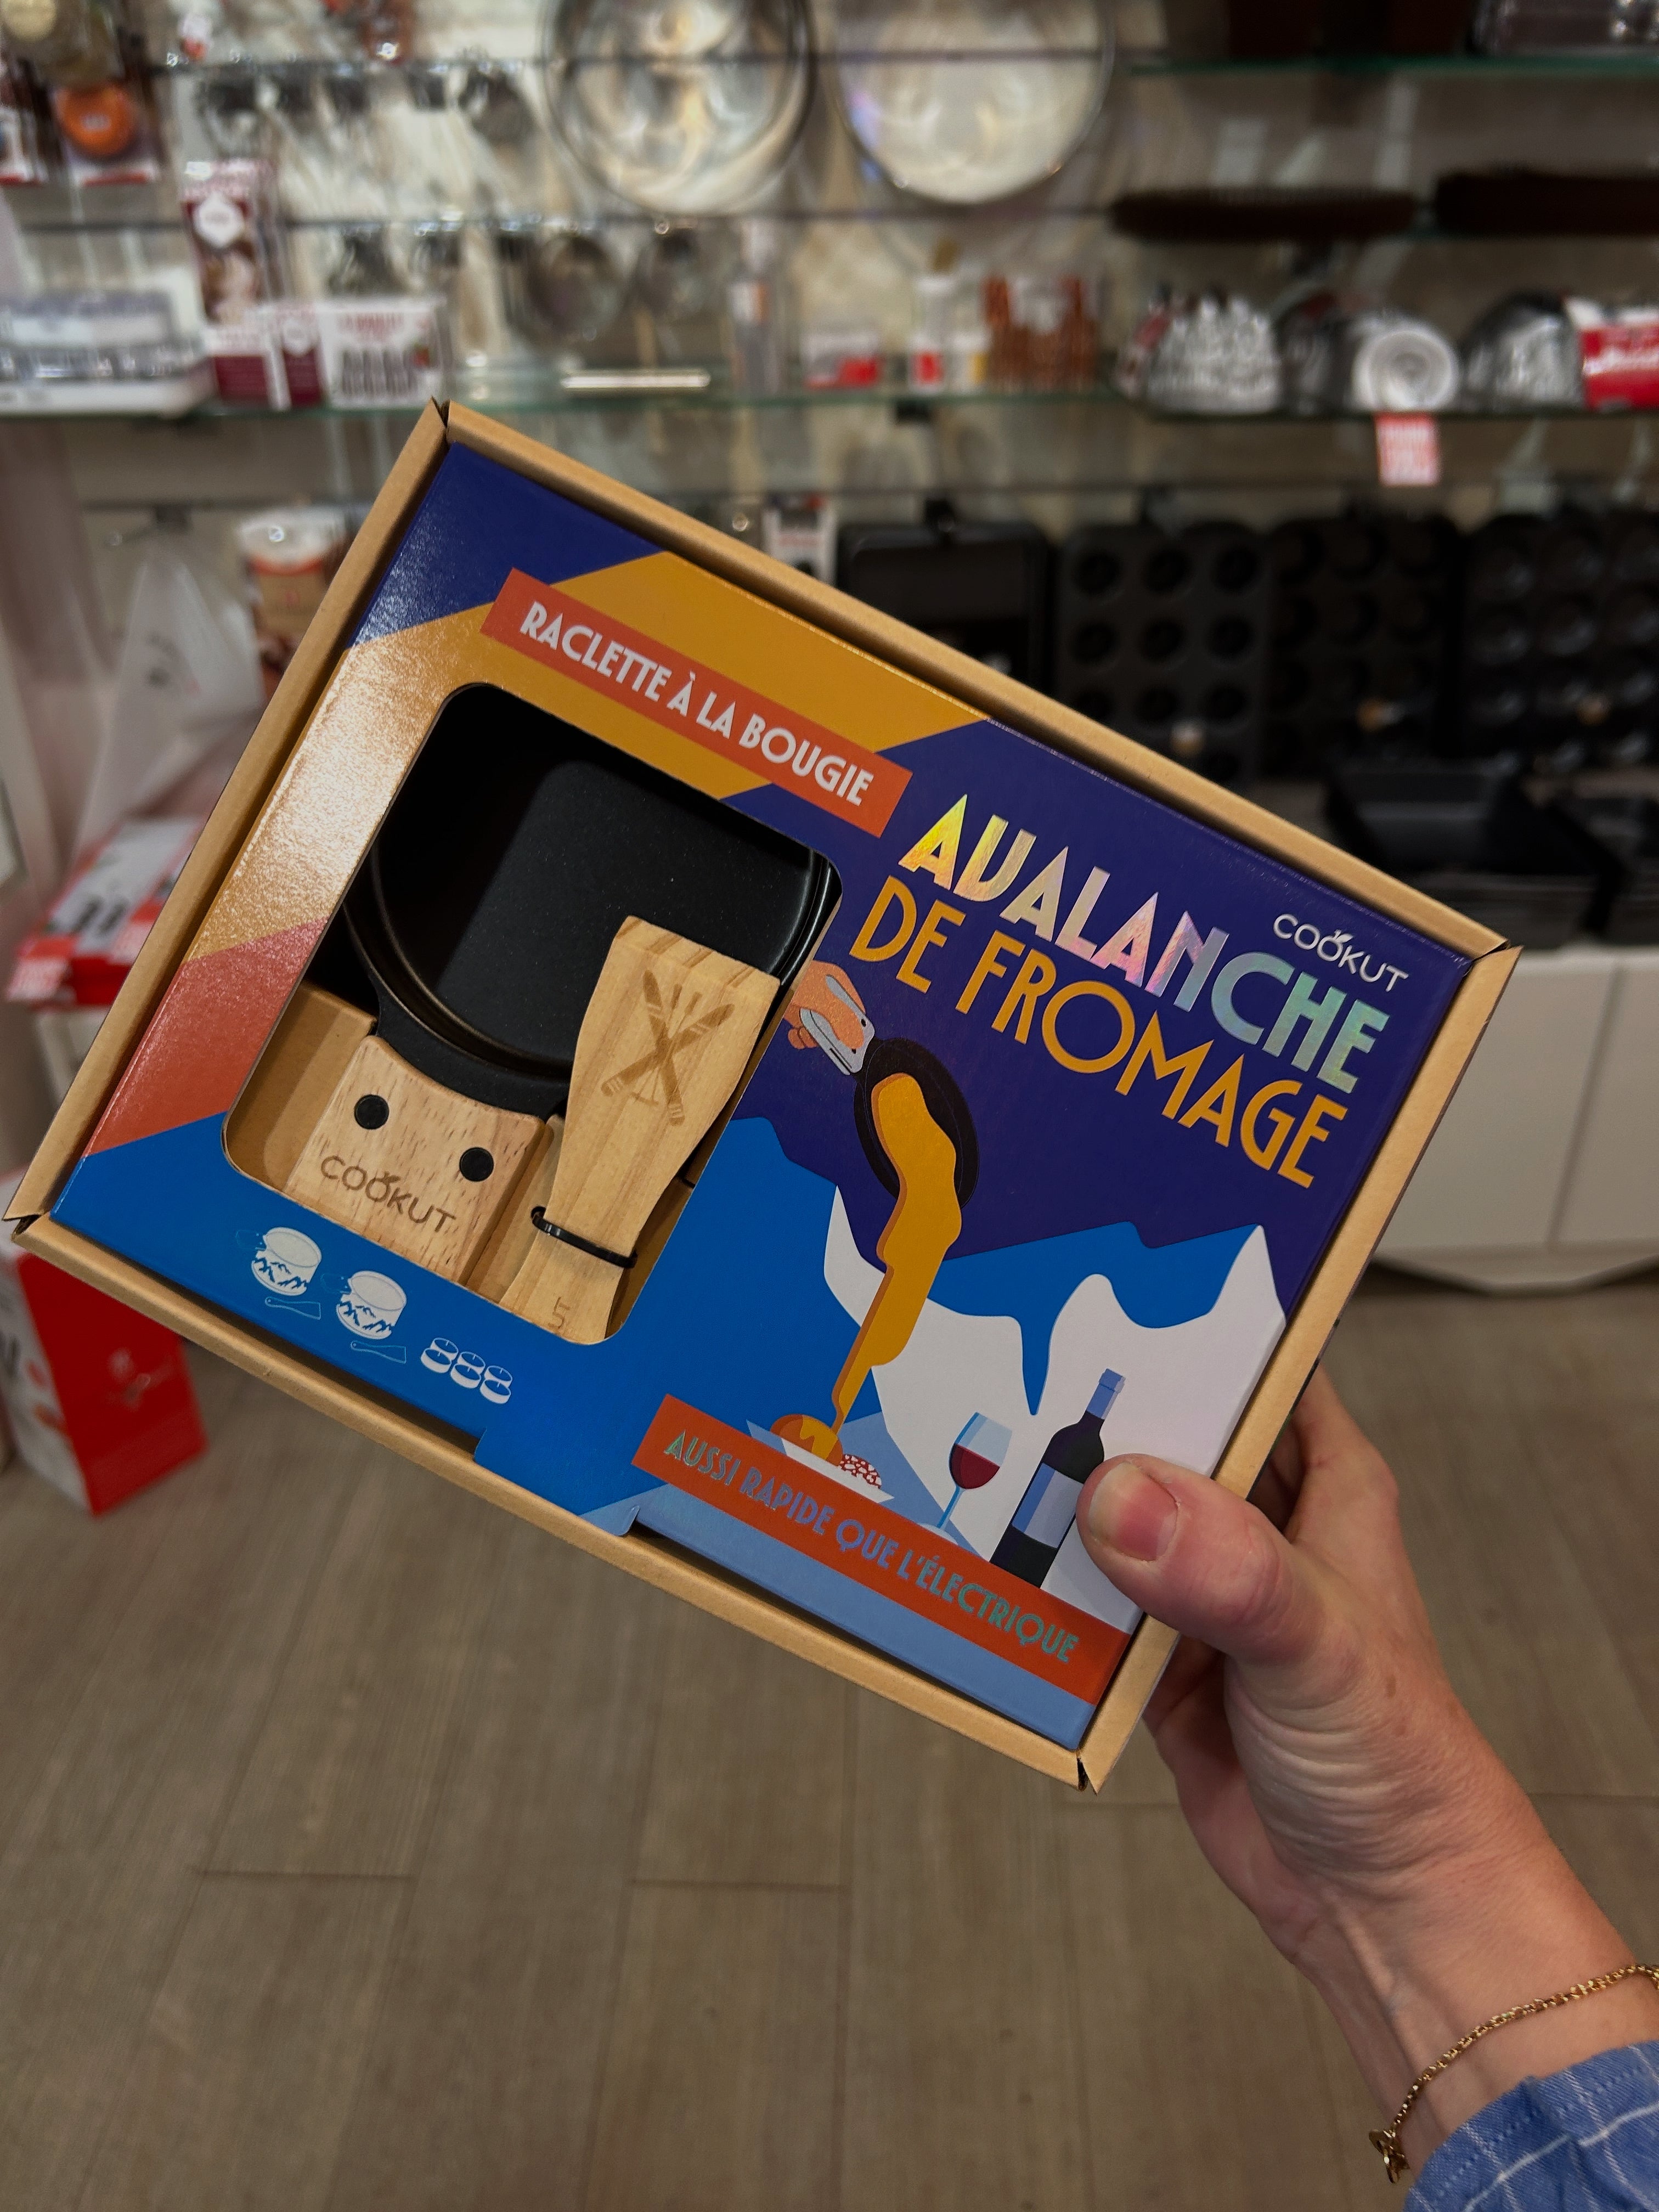 RACLETTE À LA BOUGIE
AVALANCHE
DE FROMAGE
COOKUT
COOKUT
AUSSI RAPIDE QUE L'ÉLECTRIQUE